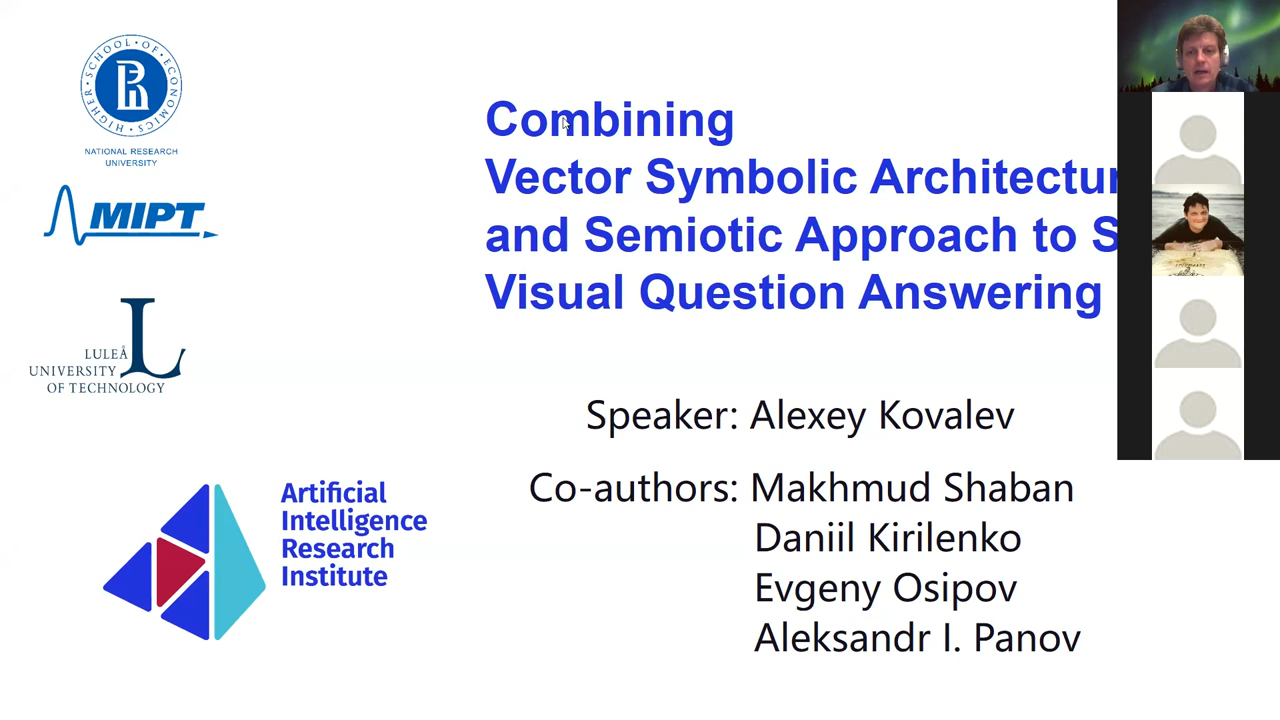 HIGHER · SCHOOL · OF · ECONOMICS
NATIONAL RESEARCH
UNIVERSITY
MIPT
LULEÅ
UNIVERSITY
OF TECHNOLOGY
Artificial
Intelligence
Research
Institute
Combining
Vector Symbolic Architectur
and Semiotic Approach to S
Visual Question Answering
Speaker: Alexey Kovalev
Co-authors: Makhmud Shaban
Daniil Kirilenko
Evgeny Osipov
Aleksandr I. Panov